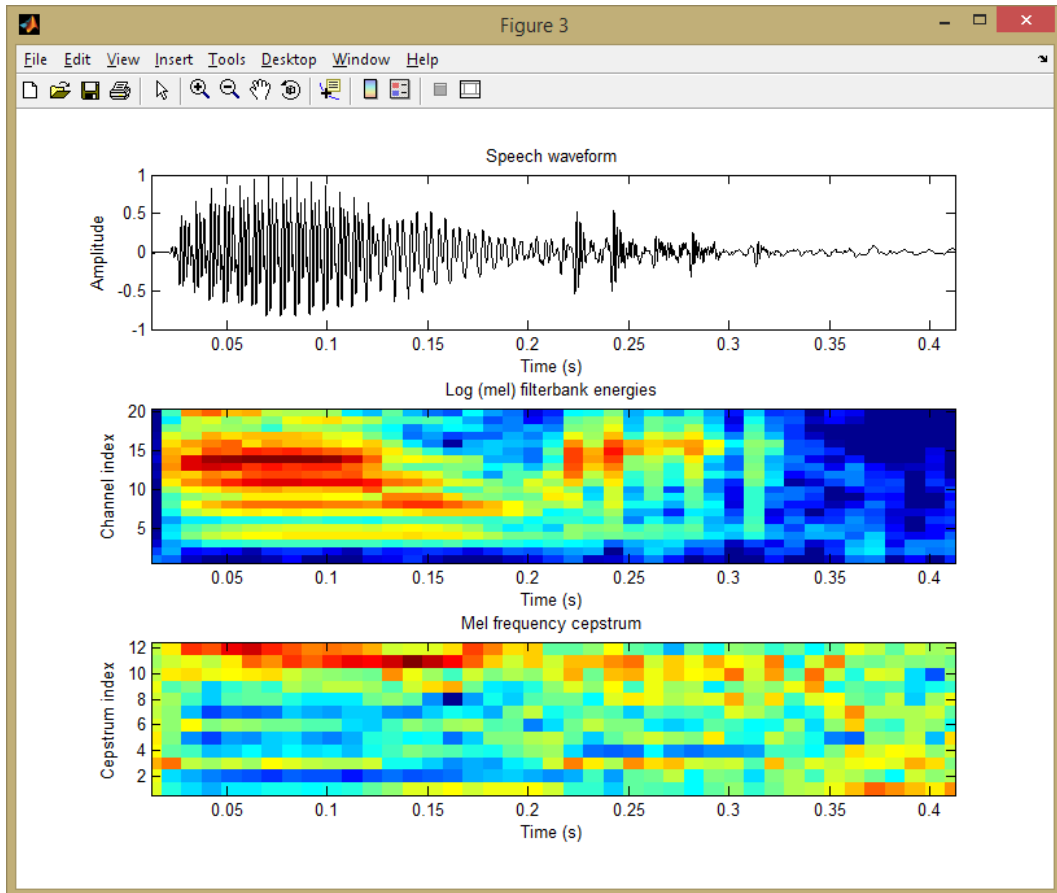 Figure 3
File Edit View Insert Tools Desktop Window Help
Speech waveform
1
0.5
0
-0.5
-1
Amplitude
0.05 0.1 0.15 0.2 0.25 0.3 0.35 0.4
Time (s)
Log (mel) filterbank energies
20
15
10
5
Channel index
0.05 0.1 0.15 0.2 0.25 0.3 0.35 0.4
Time (s)
Mel frequency cepstrum
12
10
8
6
4
2
Cepstrum index
0.05 0.1 0.15 0.2 0.25 0.3 0.35 0.4
Time (s)